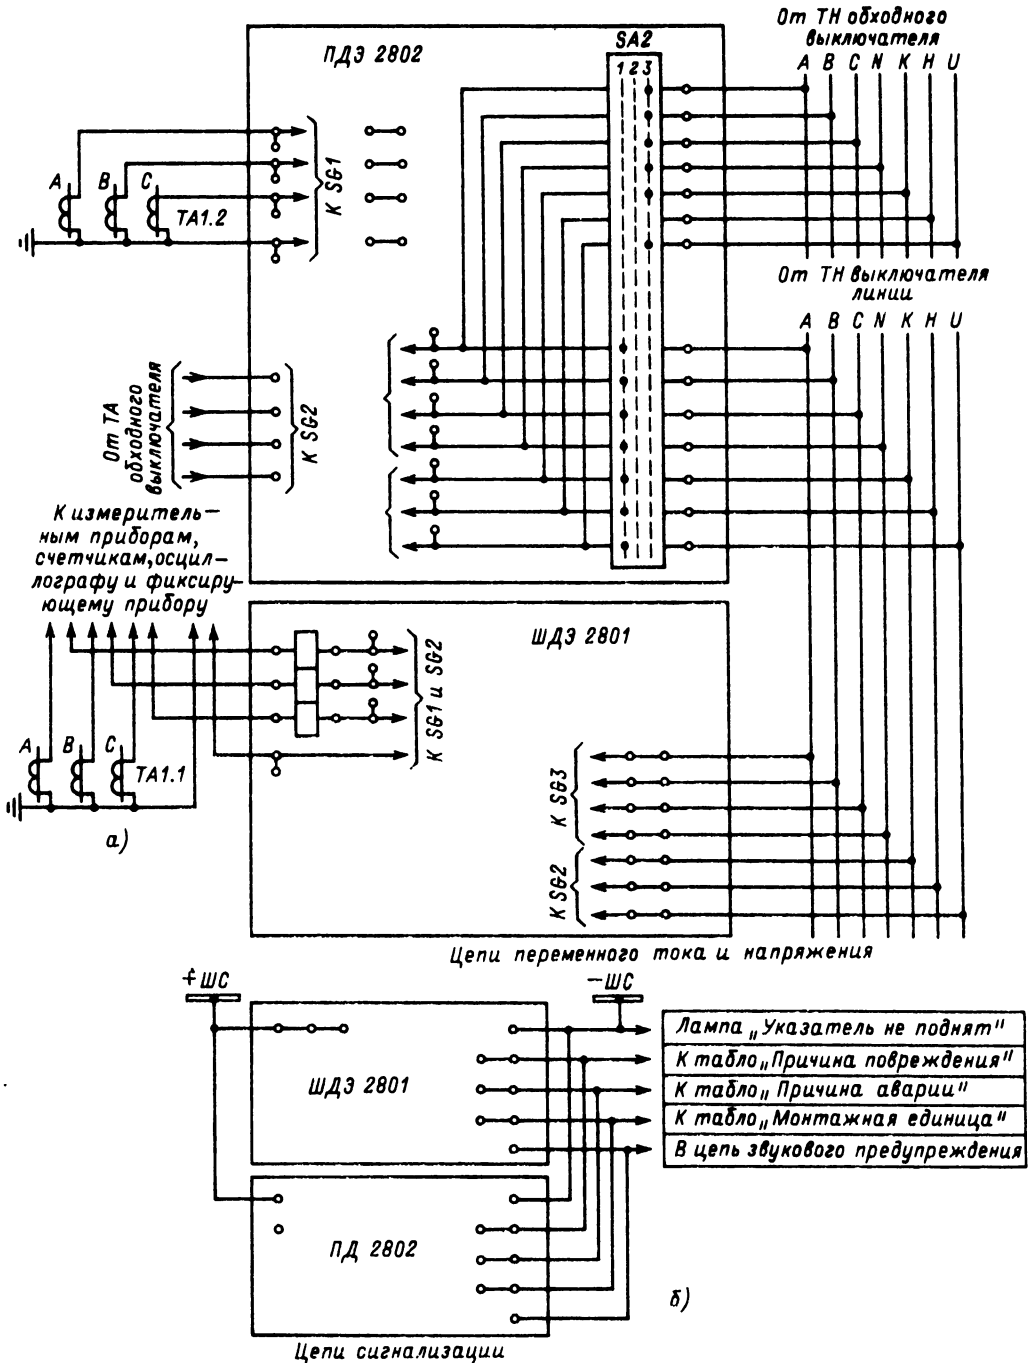 От ТН обходного
выключателя
ПДЭ 2802
SA2
1 2 3
A B C N K H U
К SG1
A B C
TA1.2
От ТН выключателя
линии
A B C N K H U
От ТА
обходного
выключателя
К SG2
К измеритель-
ным приборам,
счетчикам, осцил-
лографу и фиксиру-
ющему прибору
ШДЭ 2801
К SG1 и SG2
A B C
TA1.1
а)
К SG3
К SG2
Цепи переменного тока и напряжения
+ШС
-ШС
ШДЭ 2801
Лампа „Указатель не поднят"
К табло „Причина повреждения"
К табло „Причина аварии"
К табло „Монтажная единица"
В цепь звукового предупреждения
ПД 2802
б)
Цепи сигнализации